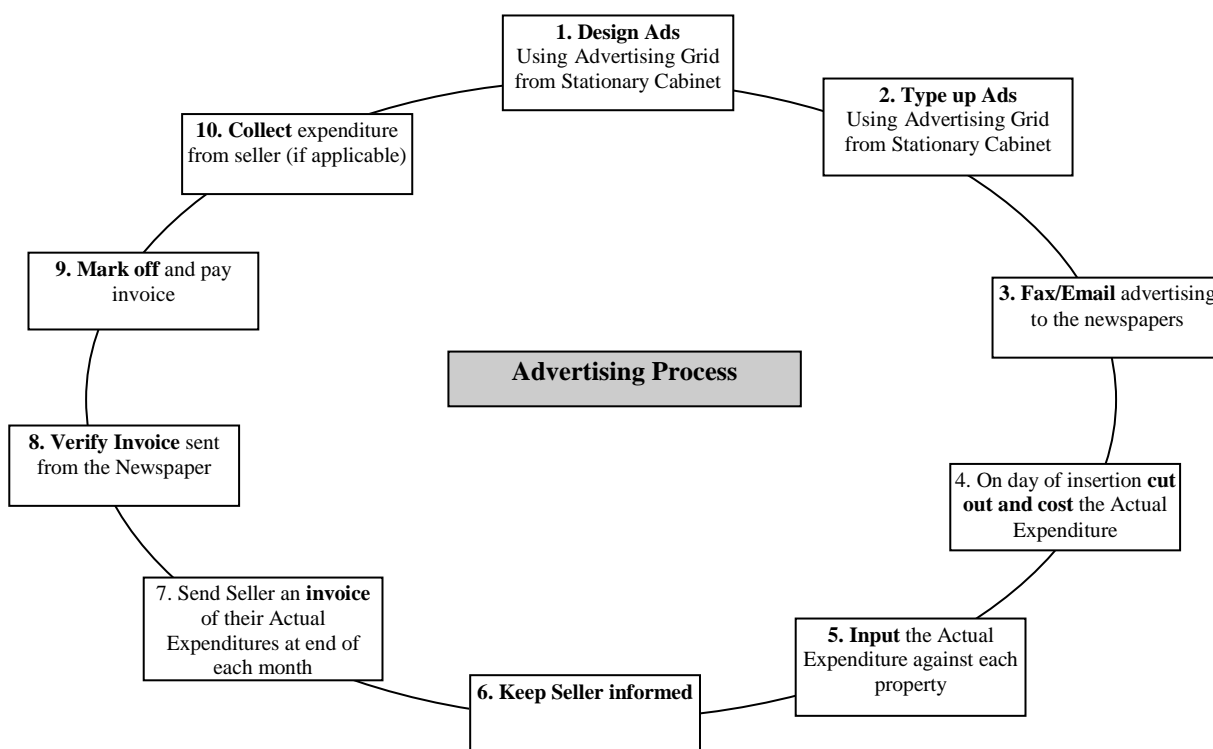 1. Design Ads
Using Advertising Grid
from Stationary Cabinet
2. Type up Ads
Using Advertising Grid
from Stationary Cabinet
3. Fax/Email advertising
to the newspapers
4. On day of insertion cut
out and cost the Actual
Expenditure
5. Input the Actual
Expenditure against each
property
6. Keep Seller informed
7. Send Seller an invoice
of their Actual
Expenditures at end of
each month
8. Verify Invoice sent
from the Newspaper
9. Mark off and pay
invoice
10. Collect expenditure
from seller (if applicable)
Advertising Process